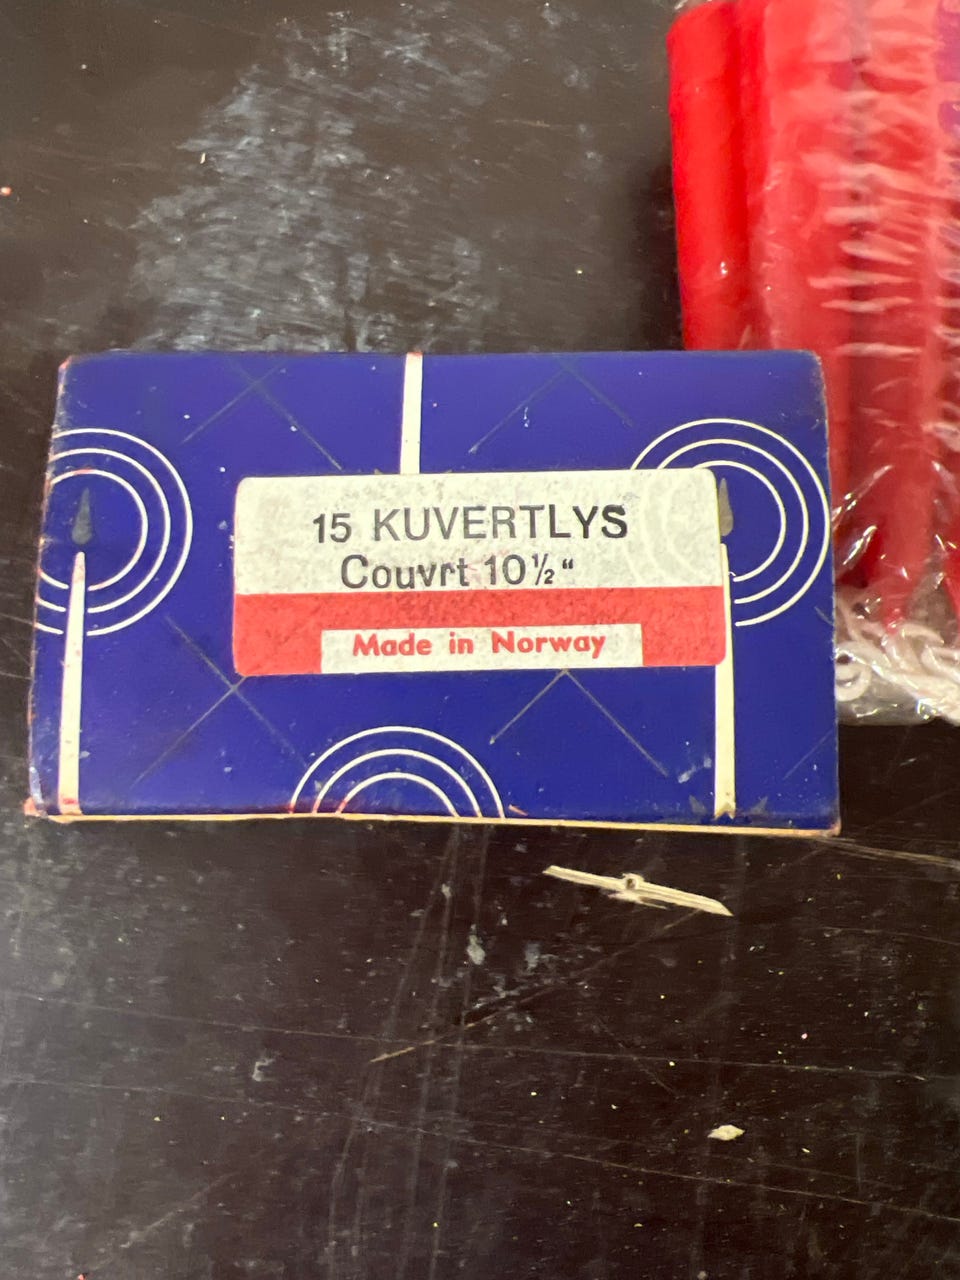 15 KUVERTLYS
Couvrt 10½"
Made in Norway